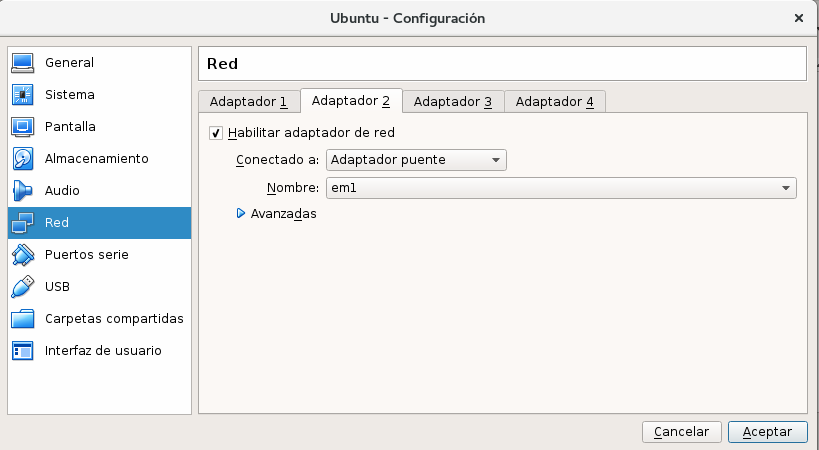 Ubuntu - Configuración
General
Sistema
Pantalla
Almacenamiento
Audio
Red
Puertos serie
USB
Carpetas compartidas
Interfaz de usuario
Red
Adaptador 1 Adaptador 2 Adaptador 3 Adaptador 4
Habilitar adaptador de red
Conectado a: Adaptador puente
Nombre: em1
Avanzadas
Cancelar Aceptar